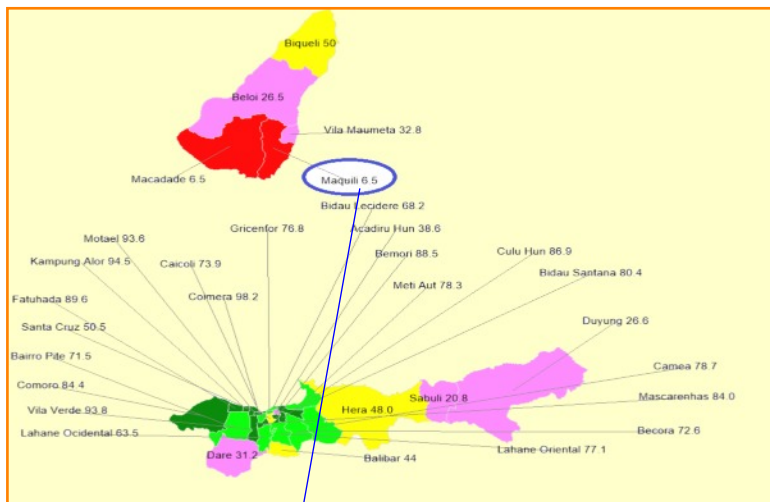 Biqueli 50
Beloi 26.5
Vila Maumeta 32.8
Macadade 6.5
Maquili 6.5
Bidau Lecidere 68.2
Gricenfor 76.8
Acadiru Hun 38.6
Motael 93.6
Culu Hun 86.9
Bemori 88.5
Kampung Alor 94.5
Caicoli 73.9
Bidau Santana 80.4
Meti Aut 78.3
Coimera 98.2
Fatuhada 89.6
Duyung 26.6
Santa Cruz 50.5
Bairro Pite 71.5
Camea 78.7
Comoro 84.4
Mascarenhas 84.0
Sabuli 20.8
Vila Verde 93.8
Hera 48.0
Lahane Ocidental 63.5
Becora 72.6
Lahane Oriental 77.1
Dare 31.2
Balibar 44